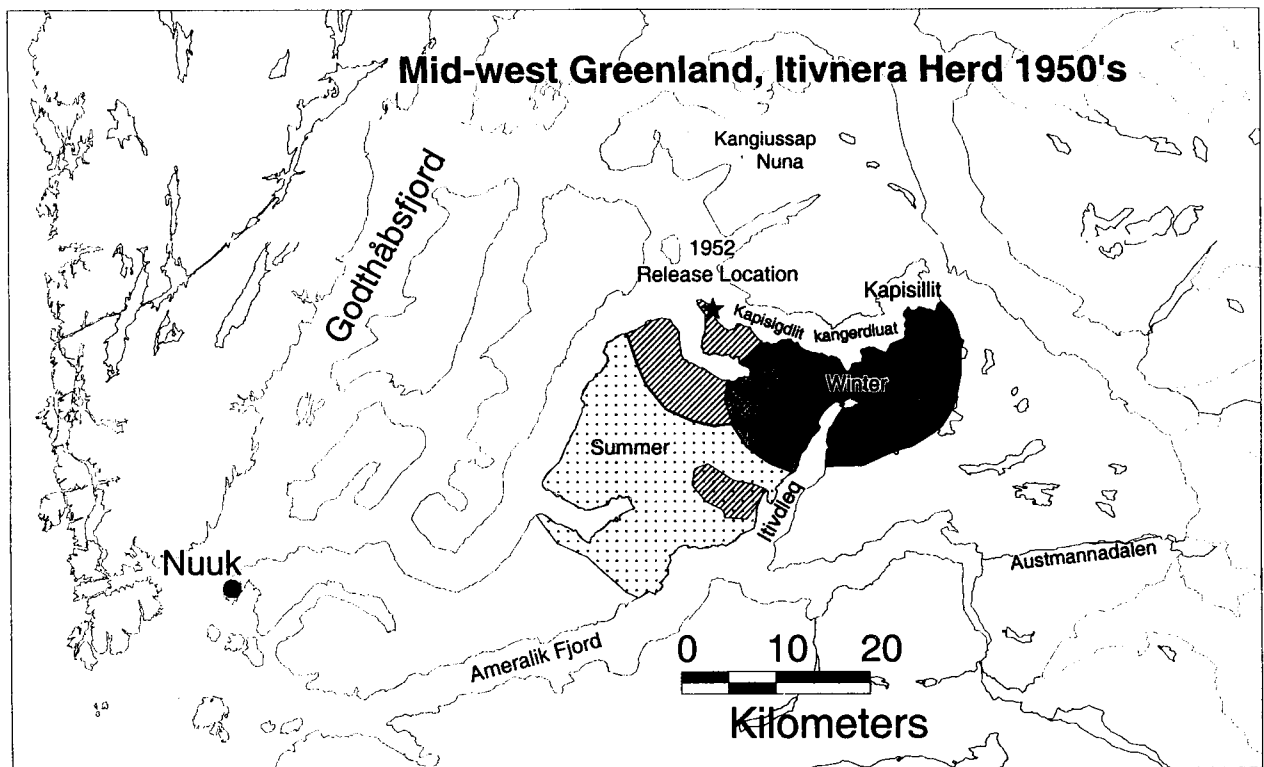 Mid-west Greenland, Itivnera Herd 1950's
Kangiussap
Nuna
Godthåbsfjord
1952
Release Location
Kapisillit
Kapisigdlit kangerdluat
Winter
Summer
Itivdleq
Nuuk
Austmannadalen
Ameralik Fjord
0 10 20
Kilometers